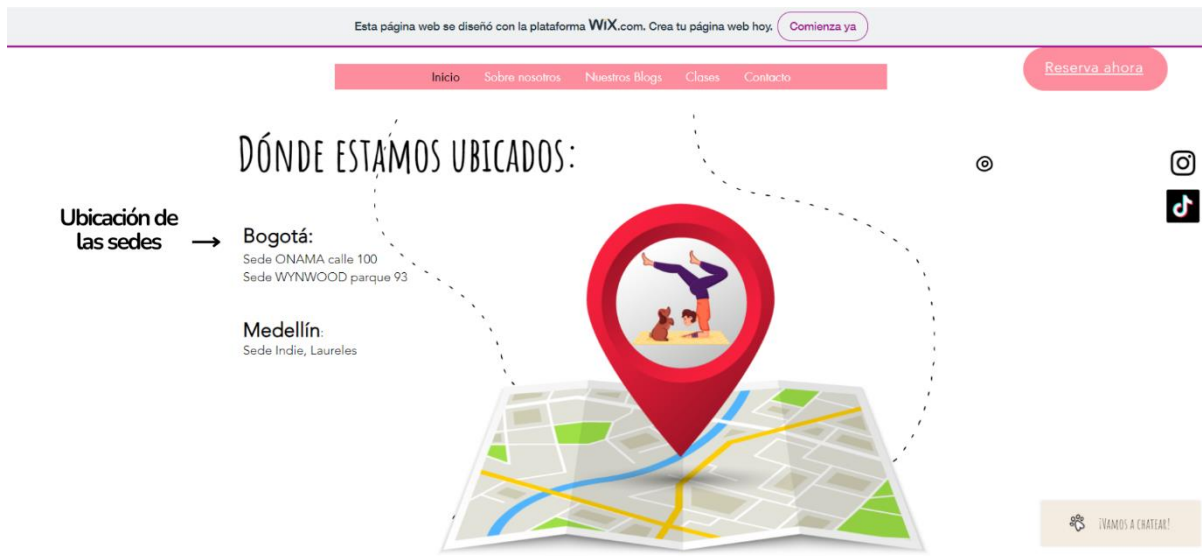 Esta página web se diseñó con la plataforma WiX.com. Crea tu página web hoy. Comienza ya
Inicio Sobre nosotros Nuestros Blogs Clases Contacto
Reserva ahora
DÓNDE ESTAMOS UBICADOS:
Ubicación de
las sedes →
Bogotá:
Sede ONAMA calle 100
Sede WYNWOOD parque 93
Medellín:
Sede Indie, Laureles
¡VAMOS A CHATEAR!